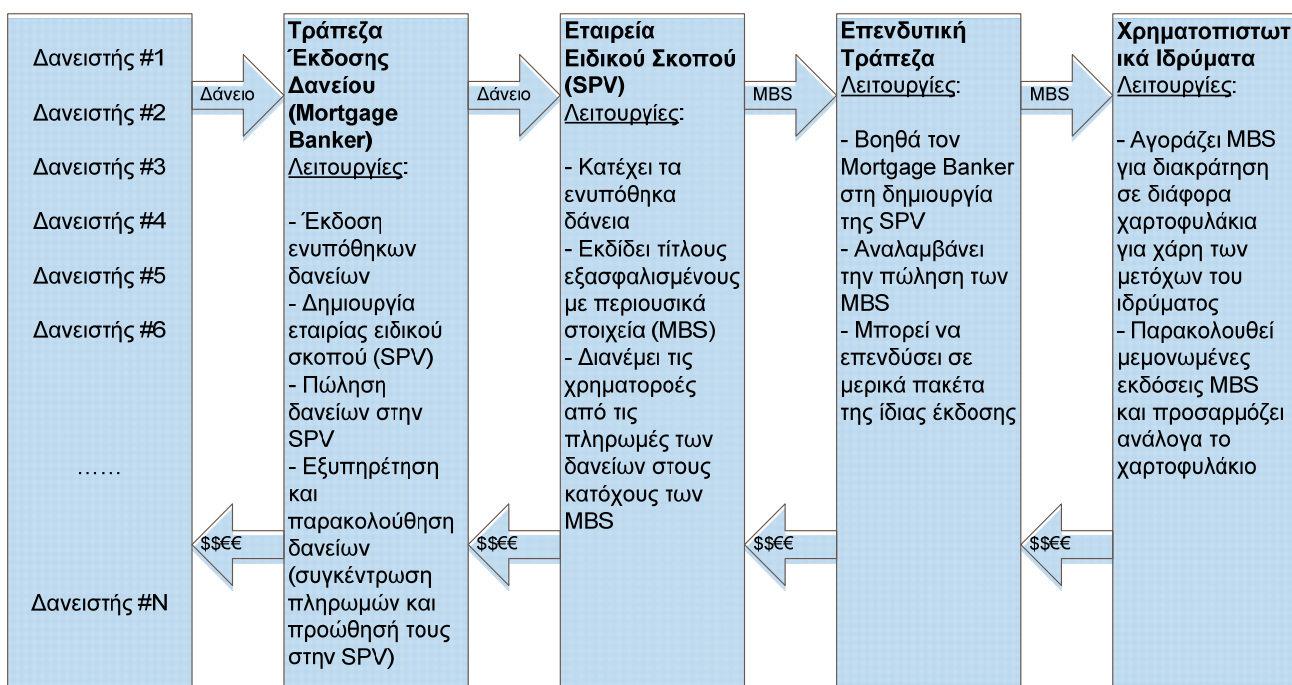 Δανειστής #1
Δανειστής #2
Δανειστής #3
Δανειστής #4
Δανειστής #5
Δανειστής #6
……
Δανειστής #N
Δάνειο
$$€€
Τράπεζα
Έκδοσης
Δανείου
(Mortgage
Banker)
Λειτουργίες:
- Έκδοση
ενυπόθηκων
δανείων
- Δημιουργία
εταιρίας ειδικού
σκοπού (SPV)
- Πώληση
δανείων στην
SPV
- Εξυπηρέτηση
και
παρακολούθηση
δανείων
(συγκέντρωση
πληρωμών και
προώθησή τους
στην SPV)
Δάνειο
$$€€
Εταιρεία
Ειδικού Σκοπού
(SPV)
Λειτουργίες:
- Κατέχει τα
ενυπόθηκα
δάνεια
- Εκδίδει τίτλους
εξασφαλισμένους
με περιουσικά
στοιχεία (MBS)
- Διανέμει τις
χρηματοροές
από τις
πληρωμές των
δανείων στους
κατόχους των
MBS
MBS
$$€€
Επενδυτική
Τράπεζα
Λειτουργίες:
- Βοηθά τον
Mortgage Banker
στη δημιουργία
της SPV
- Αναλαμβάνει
την πώληση των
MBS
- Μπορεί να
επενδύσει σε
μερικά πακέτα
της ίδιας έκδοσης
MBS
$$€€
Χρηματοπιστωτ
ικά Ιδρύματα
Λειτουργίες:
- Αγοράζει MBS
για διακράτηση
σε διάφορα
χαρτοφυλάκια
για χάρη των
μετόχων του
ιδρύματος
- Παρακολουθεί
μεμονωμένες
εκδόσεις MBS
και προσαρμόζει
ανάλογα το
χαρτοφυλάκιο